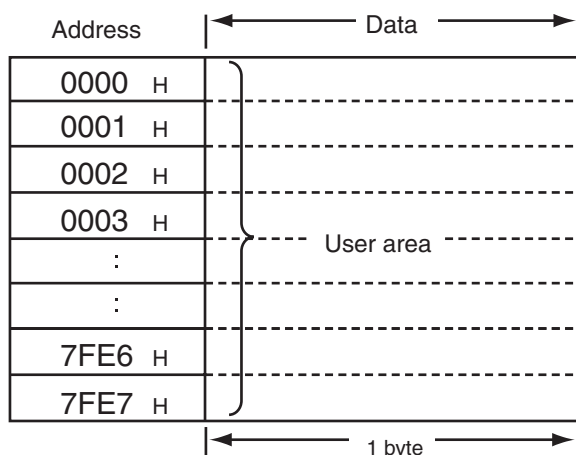 Address Data
0000 H
0001 H
0002 H
0003 H
User area
:
:
7FE6 H
7FE7 H
1 byte